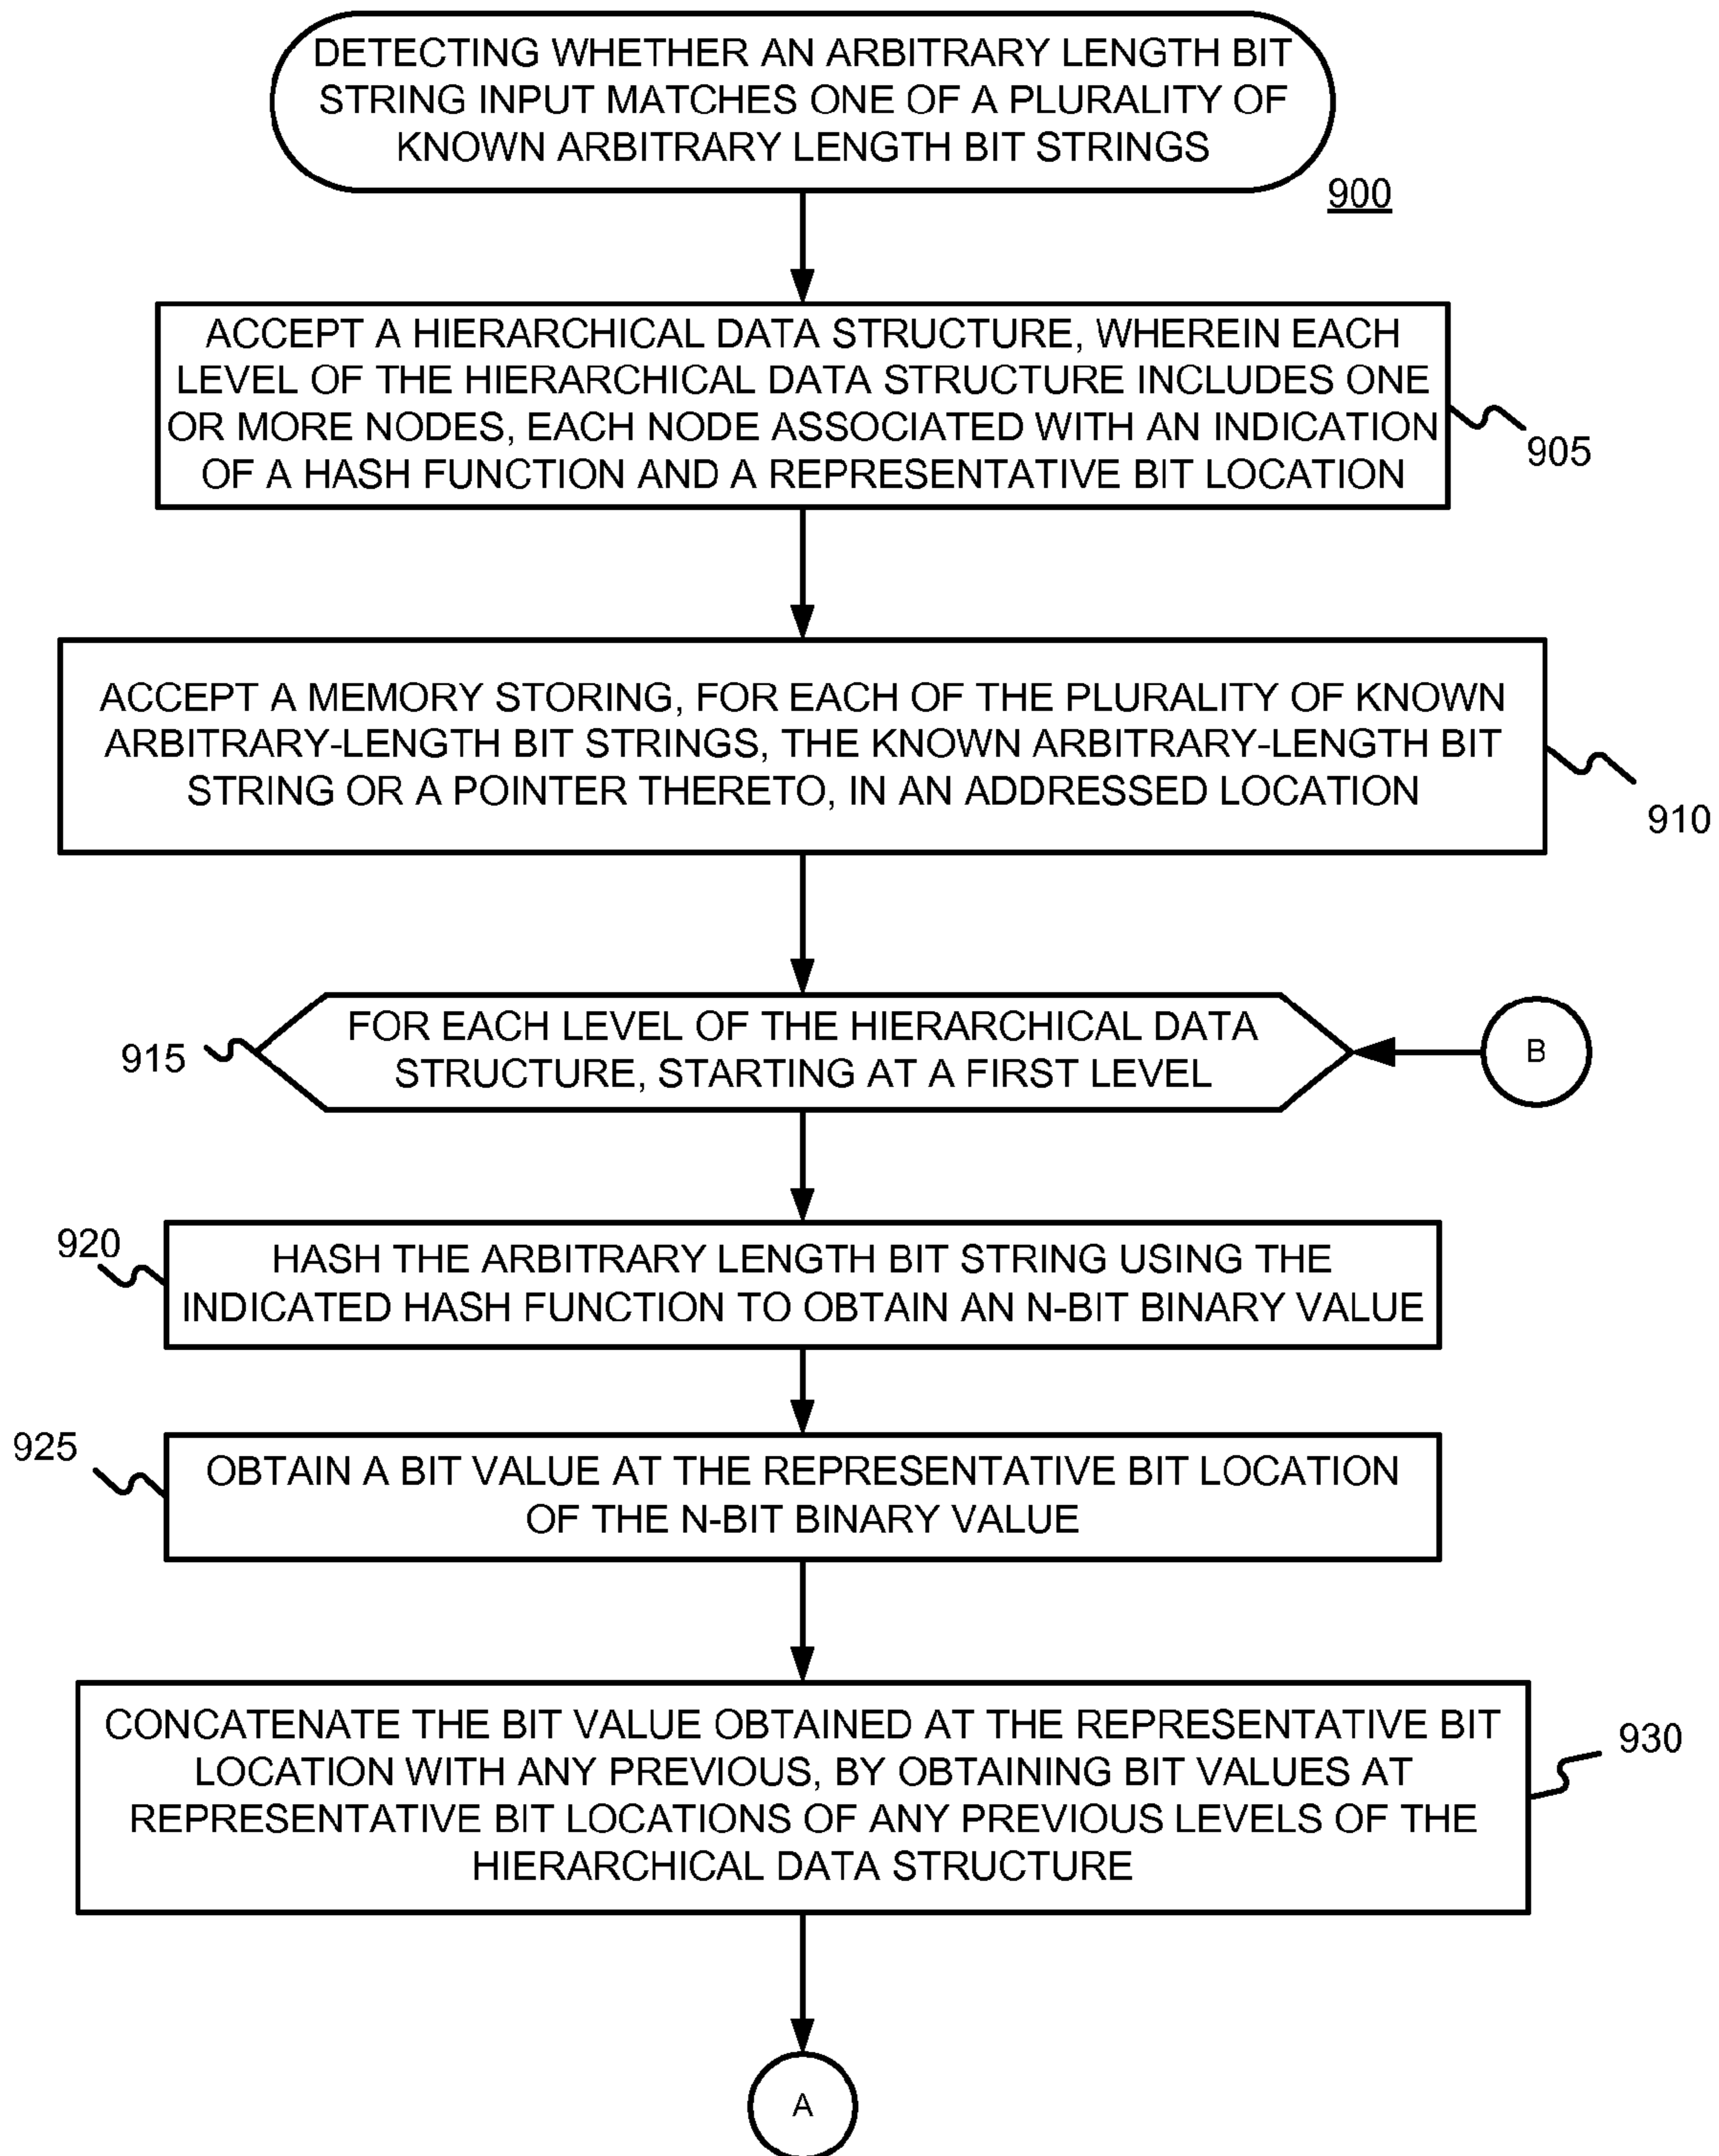 DETECTING WHETHER AN ARBITRARY LENGTH BIT
STRING INPUT MATCHES ONE OF A PLURALITY OF
KNOWN ARBITRARY LENGTH BIT STRINGS
900
ACCEPT A HIERARCHICAL DATA STRUCTURE, WHEREIN EACH
LEVEL OF THE HIERARCHICAL DATA STRUCTURE INCLUDES ONE
OR MORE NODES, EACH NODE ASSOCIATED WITH AN INDICATION
OF A HASH FUNCTION AND A REPRESENTATIVE BIT LOCATION
905
ACCEPT A MEMORY STORING, FOR EACH OF THE PLURALITY OF KNOWN
ARBITRARY-LENGTH BIT STRINGS, THE KNOWN ARBITRARY-LENGTH BIT
STRING OR A POINTER THERETO, IN AN ADDRESSED LOCATION
910
915
FOR EACH LEVEL OF THE HIERARCHICAL DATA
STRUCTURE, STARTING AT A FIRST LEVEL
B
920
HASH THE ARBITRARY LENGTH BIT STRING USING THE
INDICATED HASH FUNCTION TO OBTAIN AN N-BIT BINARY VALUE
925
OBTAIN A BIT VALUE AT THE REPRESENTATIVE BIT LOCATION
OF THE N-BIT BINARY VALUE
CONCATENATE THE BIT VALUE OBTAINED AT THE REPRESENTATIVE BIT
LOCATION WITH ANY PREVIOUS, BY OBTAINING BIT VALUES AT
REPRESENTATIVE BIT LOCATIONS OF ANY PREVIOUS LEVELS OF THE
HIERARCHICAL DATA STRUCTURE
930
A